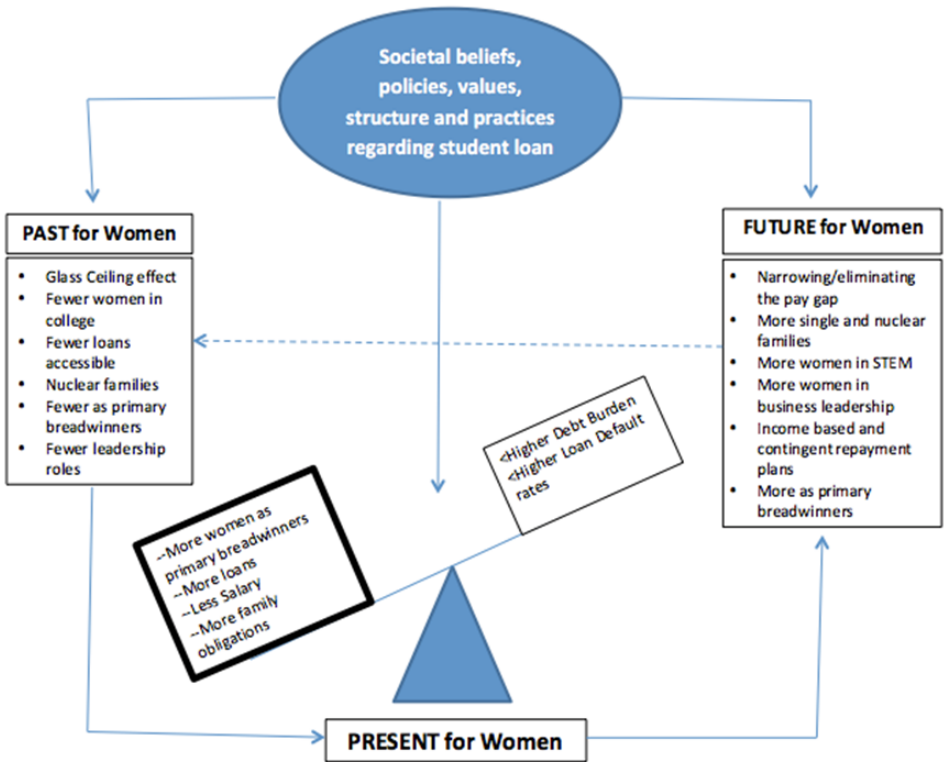 Societal beliefs,
policies, values,
structure and practices
regarding student loan
PAST for Women
• Glass Ceiling effect
• Fewer women in
college
• Fewer loans
accessible
• Nuclear families
• Fewer as primary
breadwinners
• Fewer leadership
roles
FUTURE for Women
• Narrowing/eliminating
the pay gap
• More single and nuclear
families
• More women in STEM
• More women in
business leadership
• Income based and
contingent repayment
plans
• More as primary
breadwinners
<Higher Debt Burden
<Higher Loan Default
rates
--More women as
primary breadwinners
--More loans
--Less Salary
--More family
obligations
PRESENT for Women